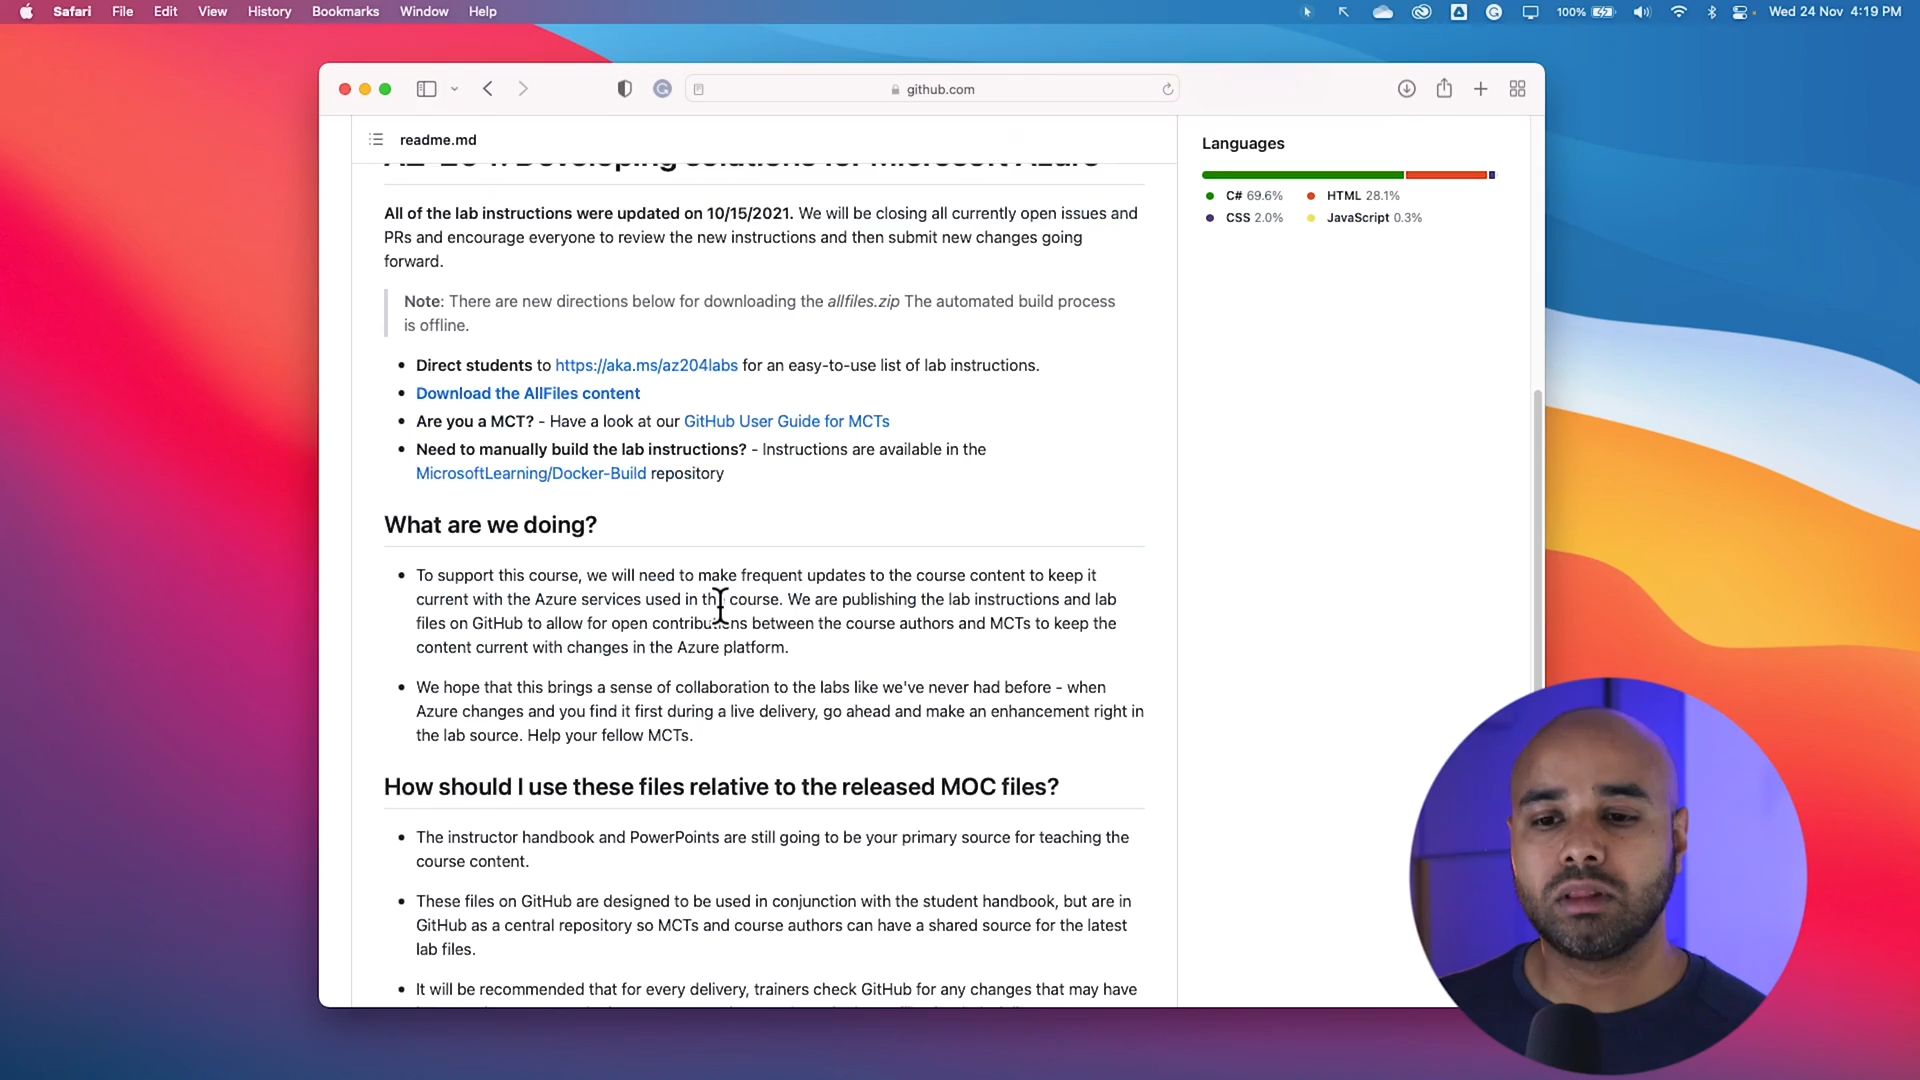 Safari File Edit View History Bookmarks Window Help 100% Wed 24 Nov 4:19 PM
github.com
readme.md
AZ-204: Developing solutions for Microsoft Azure
All of the lab instructions were updated on 10/15/2021. We will be closing all currently open issues and
PRs and encourage everyone to review the new instructions and then submit new changes going
forward.
Note: There are new directions below for downloading the allfiles.zip The automated build process
is offline.
Direct students to https://aka.ms/az204labs for an easy-to-use list of lab instructions.
Download the AllFiles content
Are you a MCT? - Have a look at our GitHub User Guide for MCTs
Need to manually build the lab instructions? - Instructions are available in the
MicrosoftLearning/Docker-Build repository
What are we doing?
To support this course, we will need to make frequent updates to the course content to keep it
current with the Azure services used in the course. We are publishing the lab instructions and lab
files on GitHub to allow for open contributions between the course authors and MCTs to keep the
content current with changes in the Azure platform.
We hope that this brings a sense of collaboration to the labs like we've never had before - when
Azure changes and you find it first during a live delivery, go ahead and make an enhancement right in
the lab source. Help your fellow MCTs.
How should I use these files relative to the released MOC files?
The instructor handbook and PowerPoints are still going to be your primary source for teaching the
course content.
These files on GitHub are designed to be used in conjunction with the student handbook, but are in
GitHub as a central repository so MCTs and course authors can have a shared source for the latest
lab files.
It will be recommended that for every delivery, trainers check GitHub for any changes that may have
Languages
C# 69.6% HTML 28.1%
CSS 2.0% JavaScript 0.3%